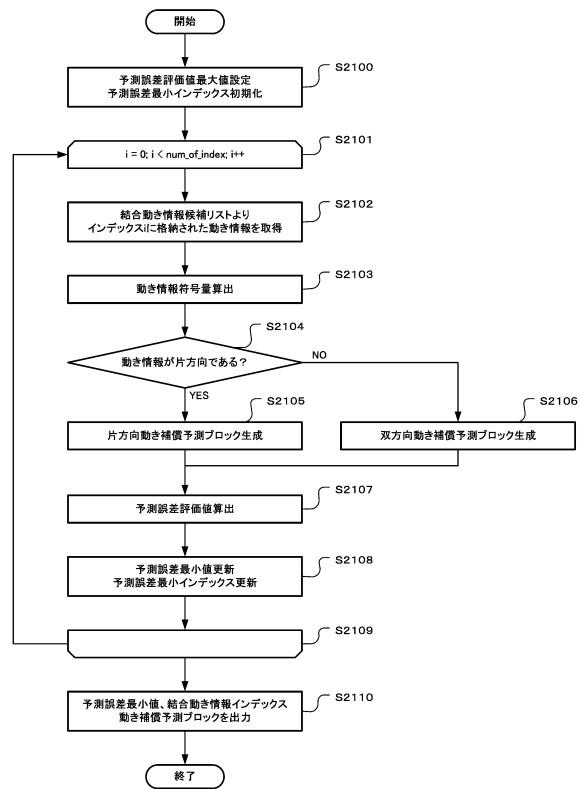 開始
予測誤差評価値最大値設定
予測誤差最小インデックス初期化
S2100
i = 0; i < num_of_index; i++
S2101
結合動き情報候補リストより
インデックスiに格納された動き情報を取得
S2102
動き情報符号量算出
S2103
動き情報が片方向である?
S2104
NO
YES
片方向動き補償予測ブロック生成
S2105
双方向動き補償予測ブロック生成
S2106
予測誤差評価値算出
S2107
予測誤差最小値更新
予測誤差最小インデックス更新
S2108
S2109
予測誤差最小値、結合動き情報インデックス
動き補償予測ブロックを出力
S2110
終了